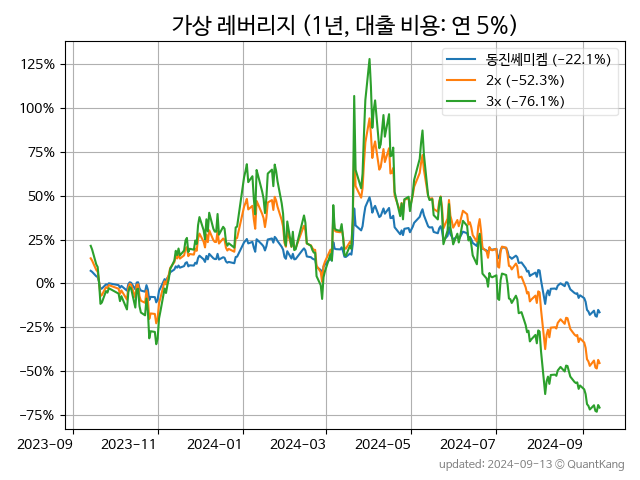 가상 레버리지 (1년, 대출 비용: 연 5%)
동진쎄미켐 (−22.1%)
2x (−52.3%)
3x (−76.1%)
125%
100%
75%
50%
25%
0%
−25%
−50%
−75%
2023-09 2023-11 2024-01 2024-03 2024-05 2024-07 2024-09
updated: 2024-09-13 © QuantKang